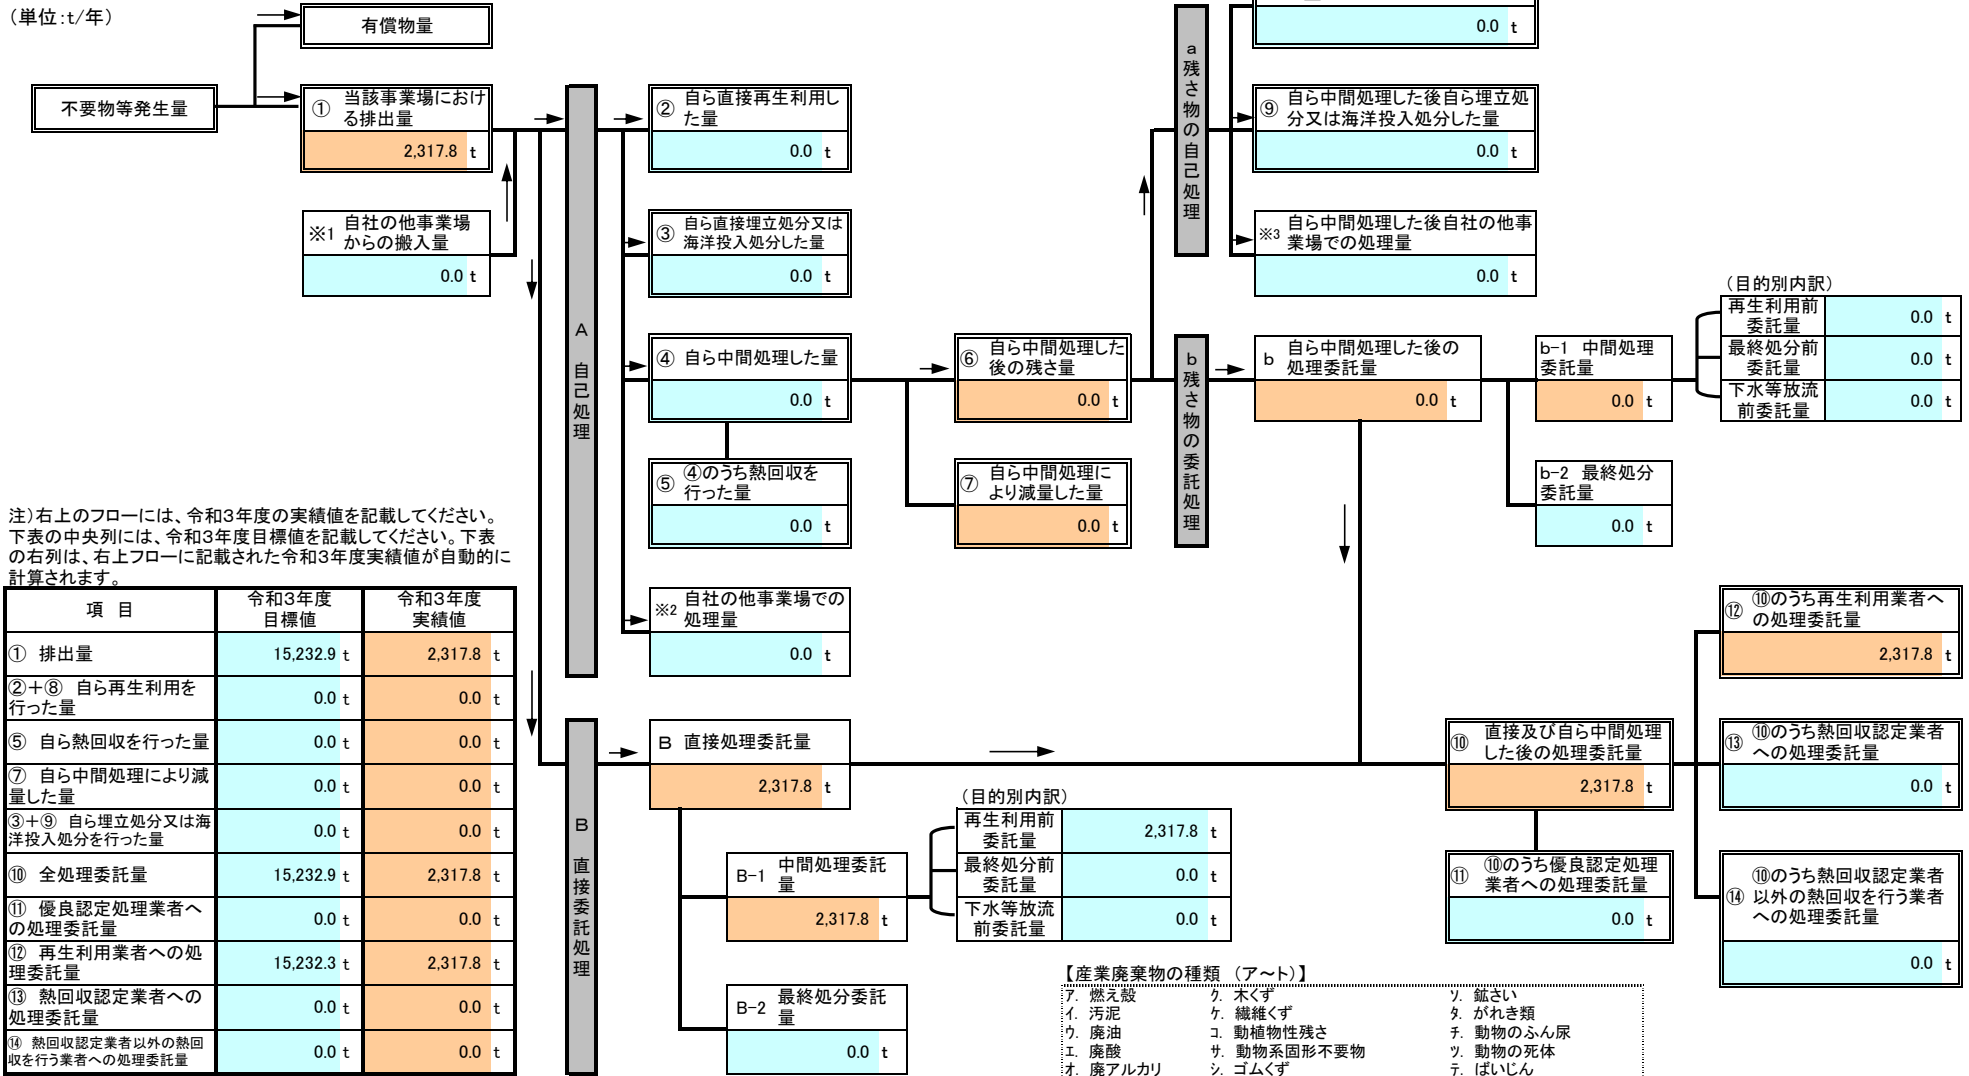 (単位:t/年)
有償物量
不要物等発生量
① 当該事業場におけ
る排出量
2,317.8 t
※1 自社の他事業場
からの搬入量
0.0 t
A 自己処理
② 自ら直接再生利用し
た量
0.0 t
③ 自ら直接埋立処分又は
海洋投入処分した量
0.0 t
④ 自ら中間処理した量
0.0 t
⑤ ④のうち熱回収を
行った量
0.0 t
※2 自社の他事業場での
処理量
0.0 t
⑥ 自ら中間処理した
後の残さ量
0.0 t
⑦ 自ら中間処理に
より減量した量
0.0 t
a 残さ物の自己処理
0.0 t
⑨ 自ら中間処理した後自ら埋立処
分又は海洋投入処分した量
0.0 t
※3 自ら中間処理した後自社の他事
業場での処理量
0.0 t
b 残さ物の委託処理
b 自ら中間処理した後の
処理委託量
0.0 t
b-1 中間処理
委託量
0.0 t
b-2 最終処分
委託量
0.0 t
(目的別内訳)
再生利用前
委託量
0.0 t
最終処分前
委託量
0.0 t
下水等放流
前委託量
0.0 t
注)右上のフローには、令和3年度の実績値を記載してください。
下表の中央列には、令和3年度目標値を記載してください。下表
の右列は、右上フローに記載された令和3年度実績値が自動的に
計算されます。
項 目 令和3年度
目標値 令和3年度
実績値
① 排出量 15,232.9 t 2,317.8 t
②+⑧ 自ら再生利用を
行った量 0.0 t 0.0 t
⑤ 自ら熱回収を行った量 0.0 t 0.0 t
⑦ 自ら中間処理により減
量した量 0.0 t 0.0 t
③+⑨ 自ら埋立処分又は海
洋投入処分を行った量 0.0 t 0.0 t
⑩ 全処理委託量 15,232.9 t 2,317.8 t
⑪ 優良認定処理業者へ
の処理委託量 0.0 t 0.0 t
⑫ 再生利用業者への処
理委託量 15,232.3 t 2,317.8 t
⑬ 熱回収認定業者への
処理委託量 0.0 t 0.0 t
⑭ 熱回収認定業者以外の熱回
収を行う業者への処理委託量 0.0 t 0.0 t
B 直接委託処理
B 直接処理委託量
2,317.8 t
B-1 中間処理委託
量
2,317.8 t
B-2 最終処分委託
量
0.0 t
(目的別内訳)
再生利用前
委託量
2,317.8 t
最終処分前
委託量
0.0 t
下水等放流
前委託量
0.0 t
⑩ 直接及び自ら中間処理
した後の処理委託量
2,317.8 t
⑪ ⑩のうち優良認定処理
業者への処理委託量
0.0 t
⑫ ⑩のうち再生利用業者へ
の処理委託量
2,317.8 t
⑬ ⑩のうち熱回収認定業者
への処理委託量
0.0 t
⑭ ⑩のうち熱回収認定業者
以外の熱回収を行う業者
への処理委託量
0.0 t
【産業廃棄物の種類 (ア~ト)】
ア. 燃え殻 ク. 木くず ソ. 鉱さい
イ. 汚泥 ケ. 繊維くず タ. がれき類
ウ. 廃油 コ. 動植物性残さ チ. 動物のふん尿
エ. 廃酸 サ. 動物系固形不要物 ツ. 動物の死体
オ. 廃アルカリ シ. ゴムくず テ. ばいじん